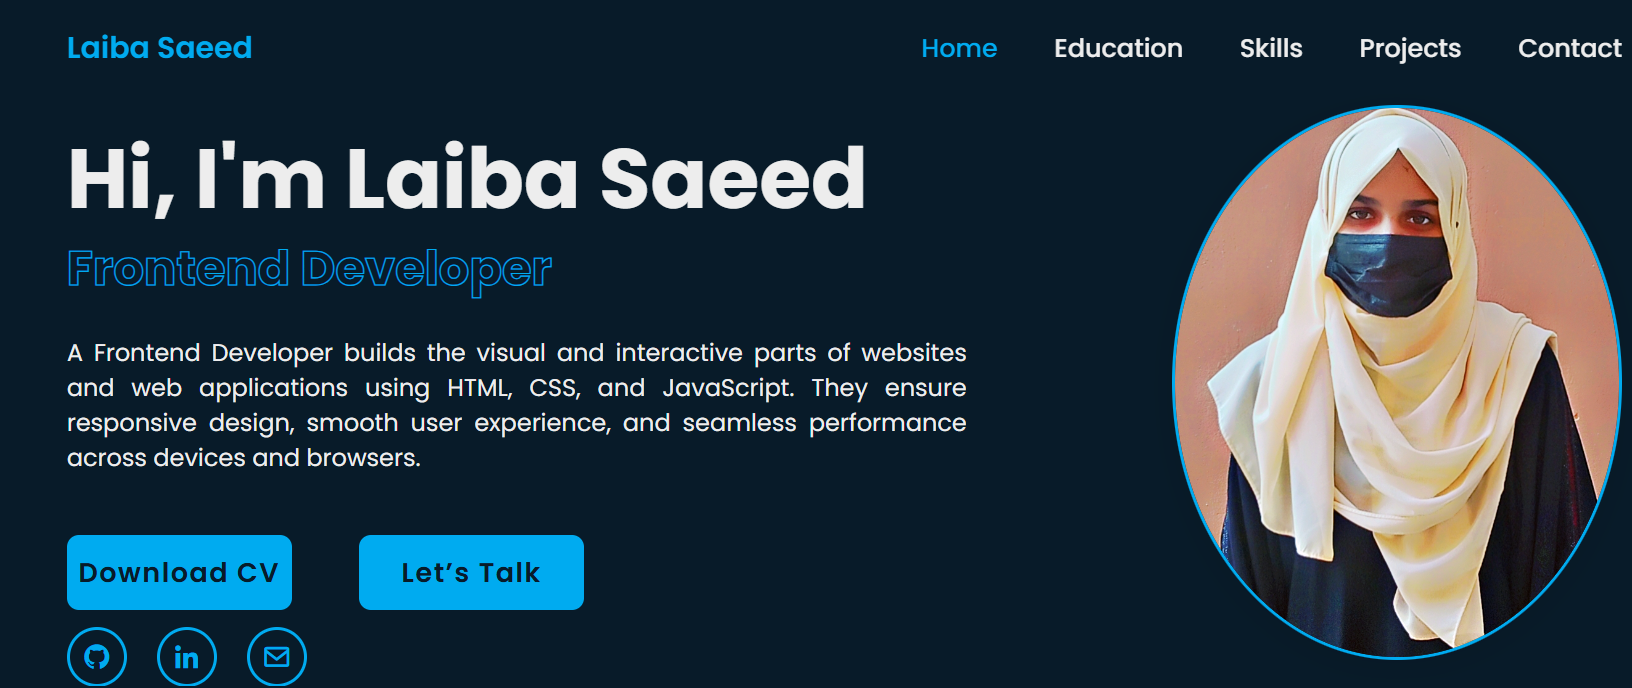 Laiba Saeed
Home Education Skills Projects Contact
Hi, I'm Laiba Saeed
Frontend Developer
A Frontend Developer builds the visual and interactive parts of websites
and web applications using HTML, CSS, and JavaScript. They ensure
responsive design, smooth user experience, and seamless performance
across devices and browsers.
Download CV
Let’s Talk
in